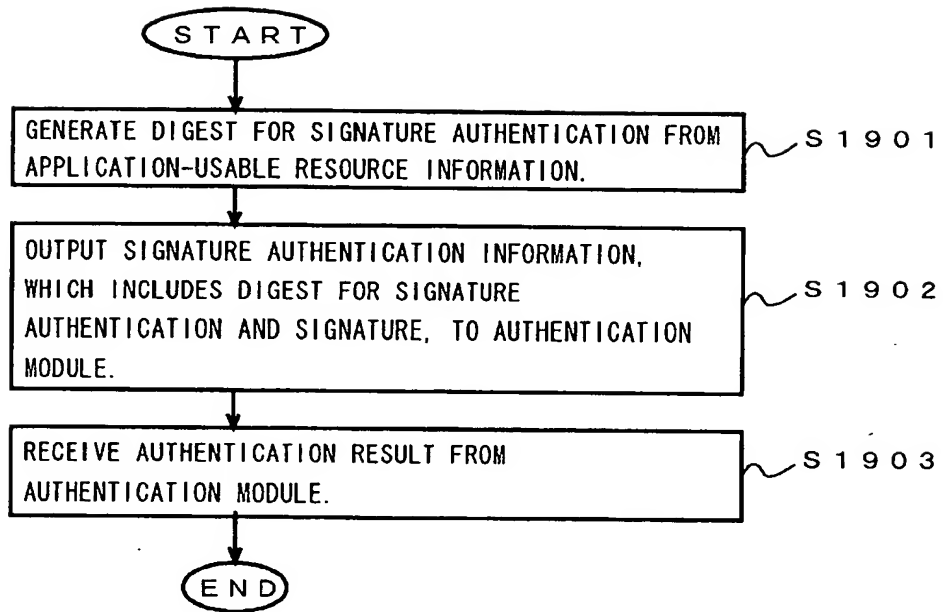 START
GENERATE DIGEST FOR SIGNATURE AUTHENTICATION FROM
APPLICATION-USABLE RESOURCE INFORMATION.
S1901
OUTPUT SIGNATURE AUTHENTICATION INFORMATION,
WHICH INCLUDES DIGEST FOR SIGNATURE
AUTHENTICATION AND SIGNATURE, TO AUTHENTICATION
MODULE.
S1902
RECEIVE AUTHENTICATION RESULT FROM
AUTHENTICATION MODULE.
S1903
END